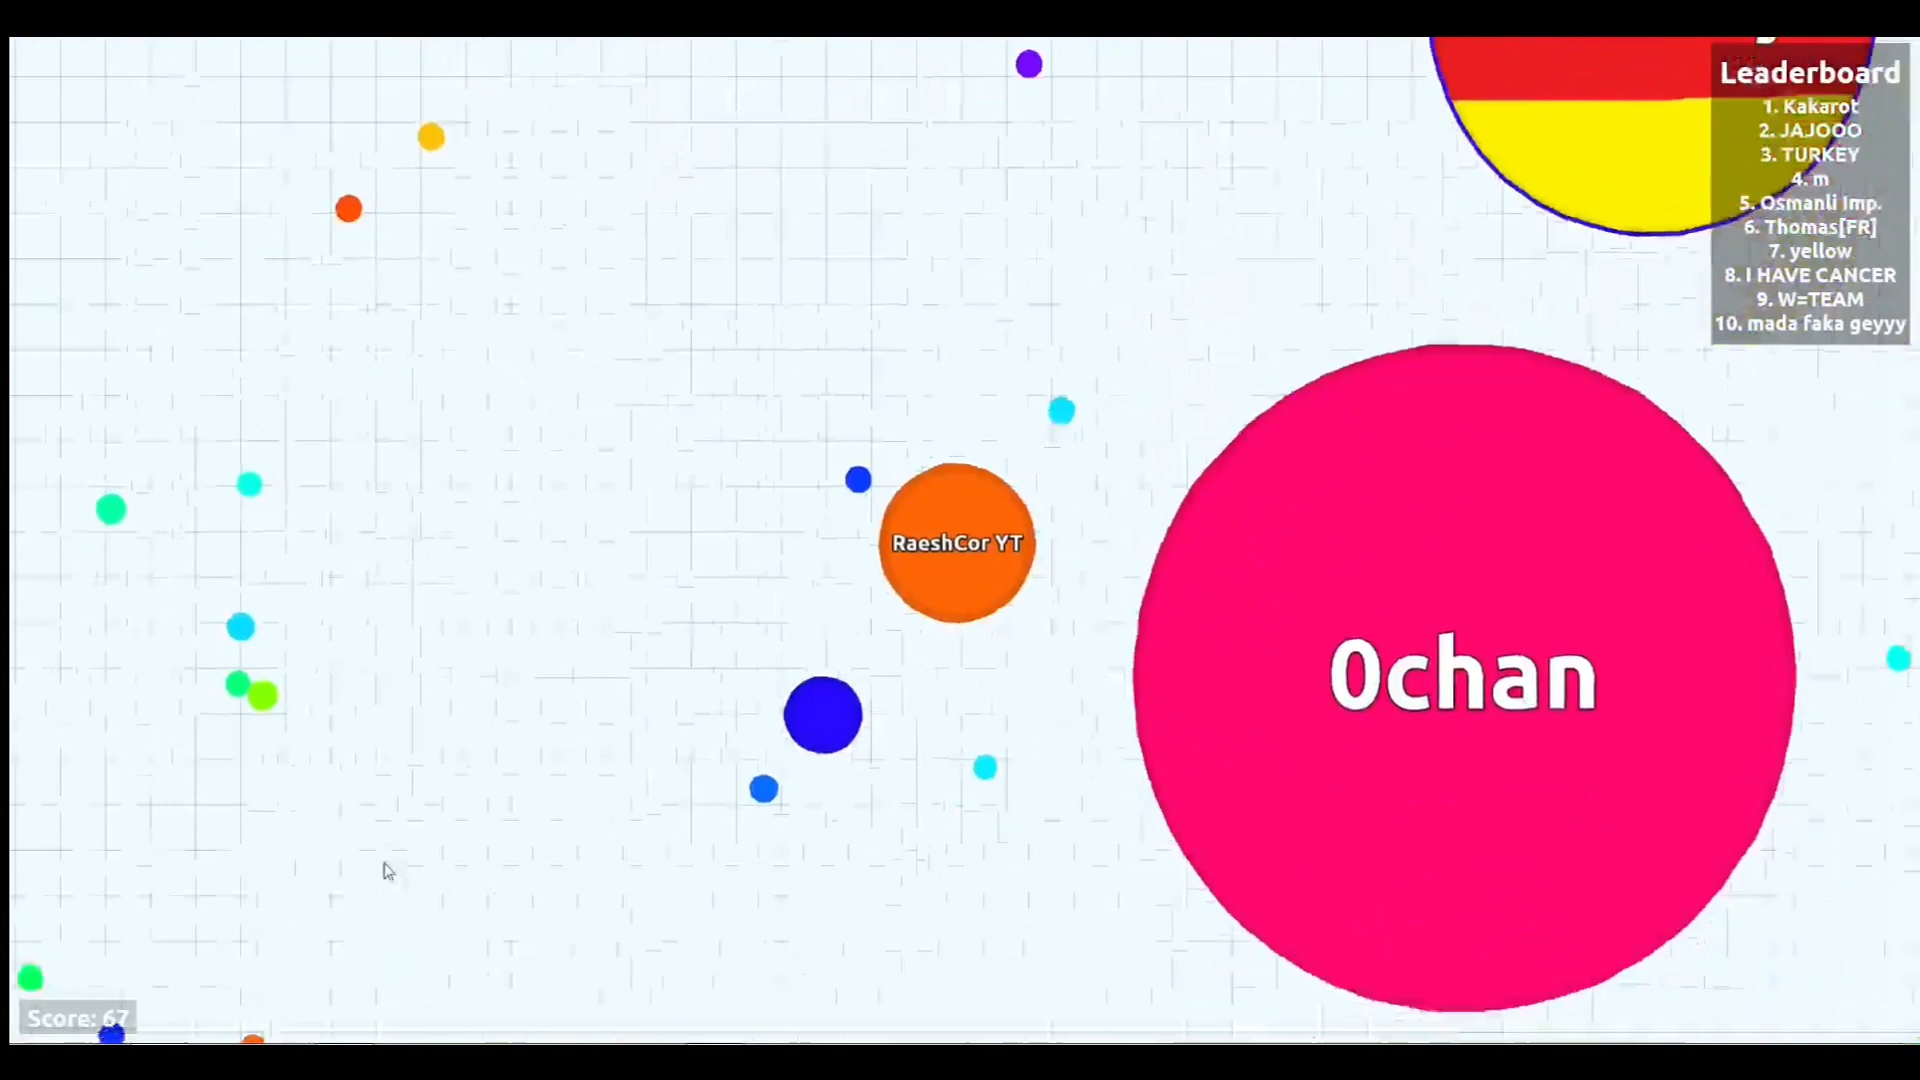 Leaderboard
1. Kakarot
2. JAJOOO
3. TURKEY
4. m
5. Osmanli Imp.
6. Thomas[FR]
7. yellow
8. I HAVE CANCER
9. W=TEAM
10. mada faka geyyy
RaeshCor YT
0chan
Score: 67